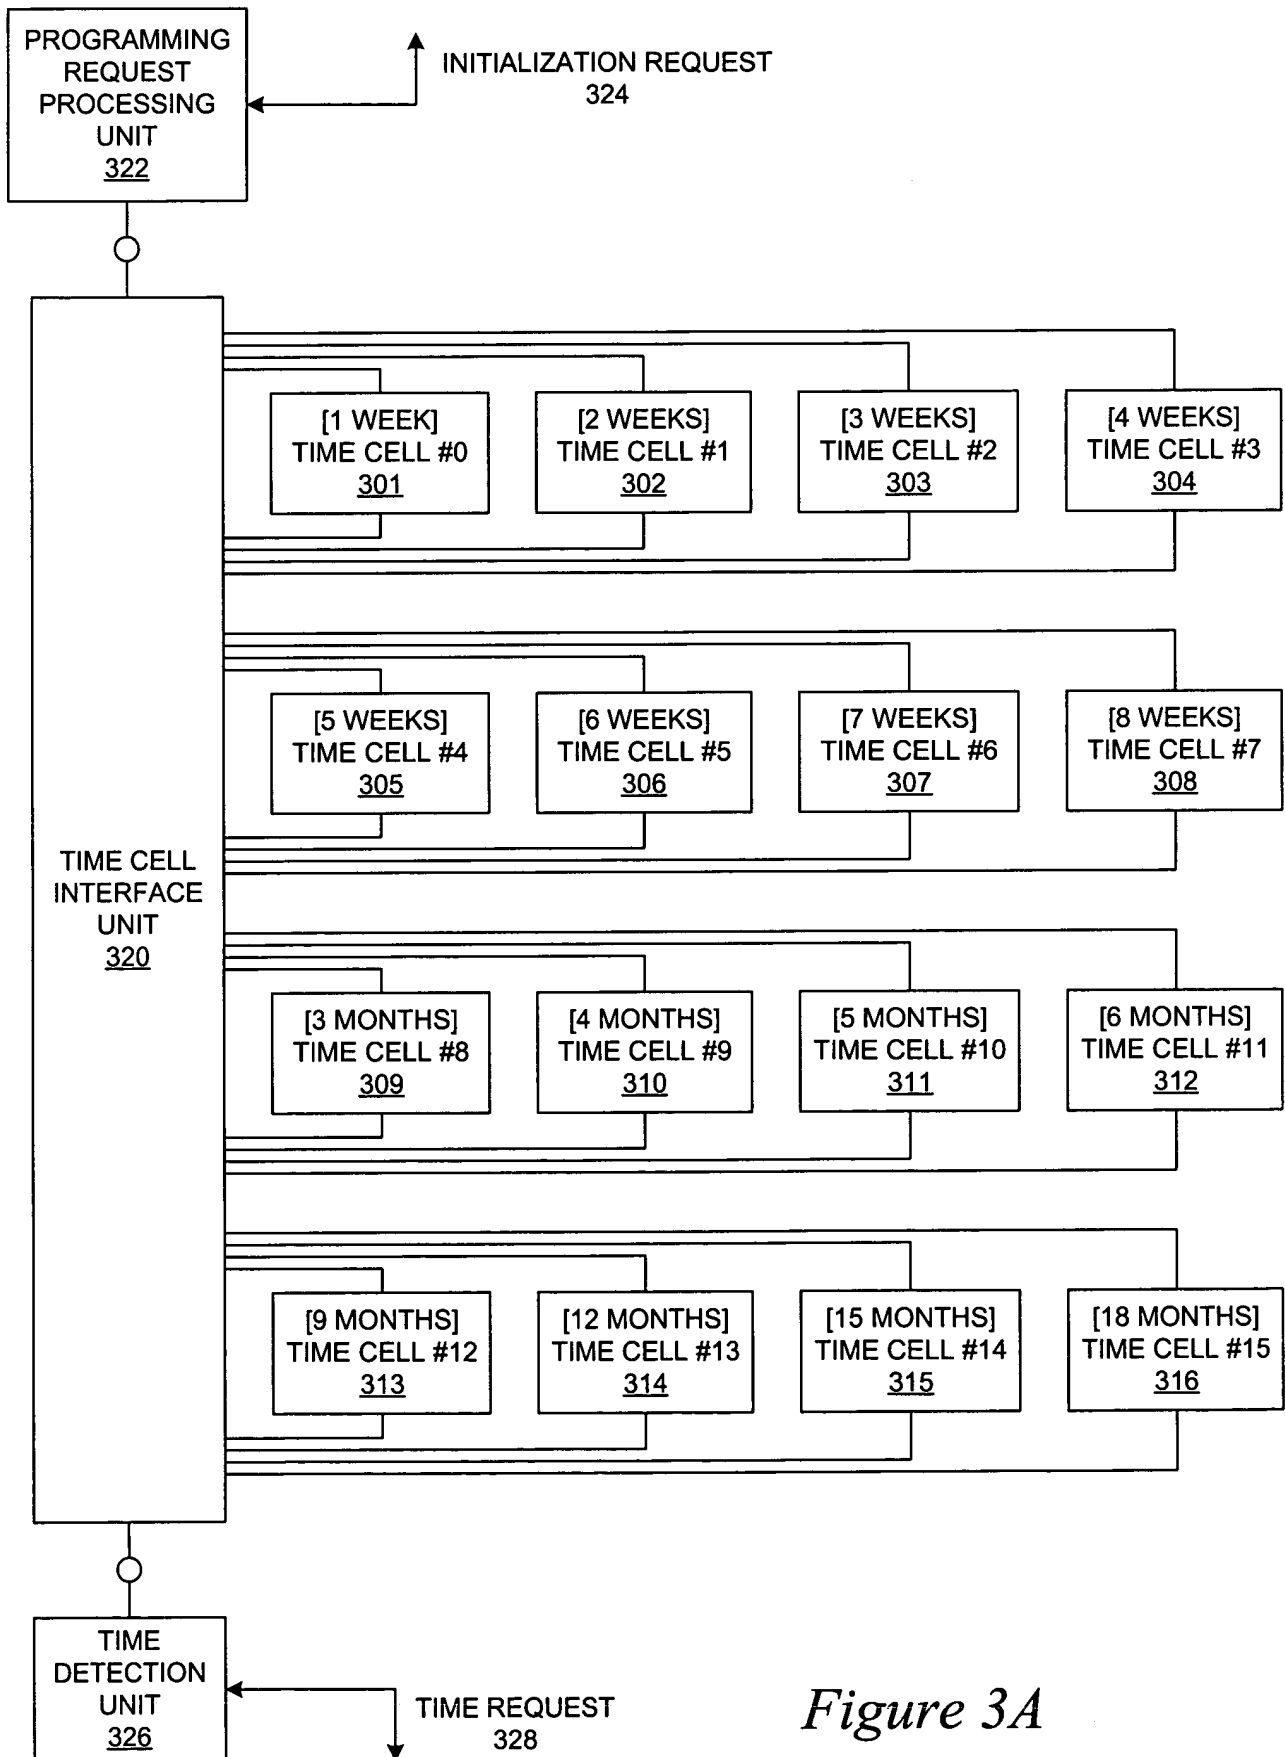 PROGRAMMING
REQUEST
PROCESSING
UNIT
322
INITIALIZATION REQUEST
324
[1 WEEK]
TIME CELL #0
301
[2 WEEKS]
TIME CELL #1
302
[3 WEEKS]
TIME CELL #2
303
[4 WEEKS]
TIME CELL #3
304
[5 WEEKS]
TIME CELL #4
305
[6 WEEKS]
TIME CELL #5
306
[7 WEEKS]
TIME CELL #6
307
[8 WEEKS]
TIME CELL #7
308
TIME CELL
INTERFACE
UNIT
320
[3 MONTHS]
TIME CELL #8
309
[4 MONTHS]
TIME CELL #9
310
[5 MONTHS]
TIME CELL #10
311
[6 MONTHS]
TIME CELL #11
312
[9 MONTHS]
TIME CELL #12
313
[12 MONTHS]
TIME CELL #13
314
[15 MONTHS]
TIME CELL #14
315
[18 MONTHS]
TIME CELL #15
316
TIME
DETECTION
UNIT
326
TIME REQUEST
328
Figure 3A